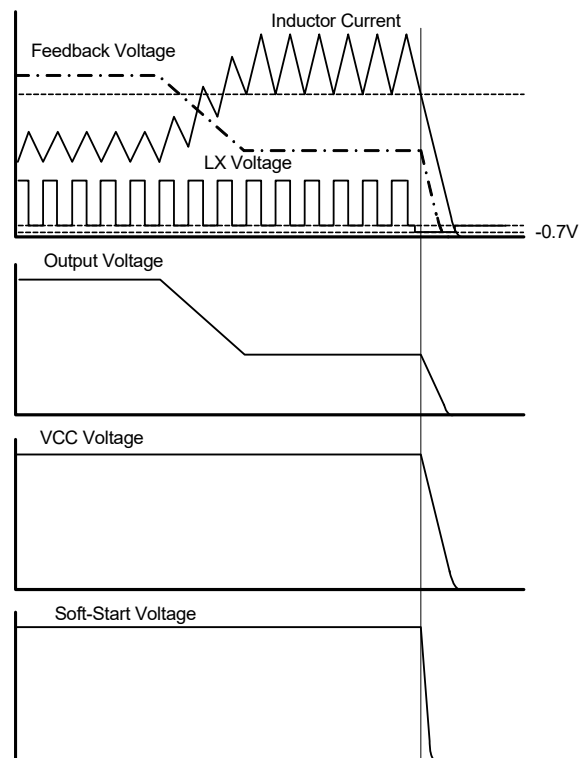 Inductor Current
Feedback Voltage
LX Voltage
-0.7V
Output Voltage
VCC Voltage
Soft-Start Voltage